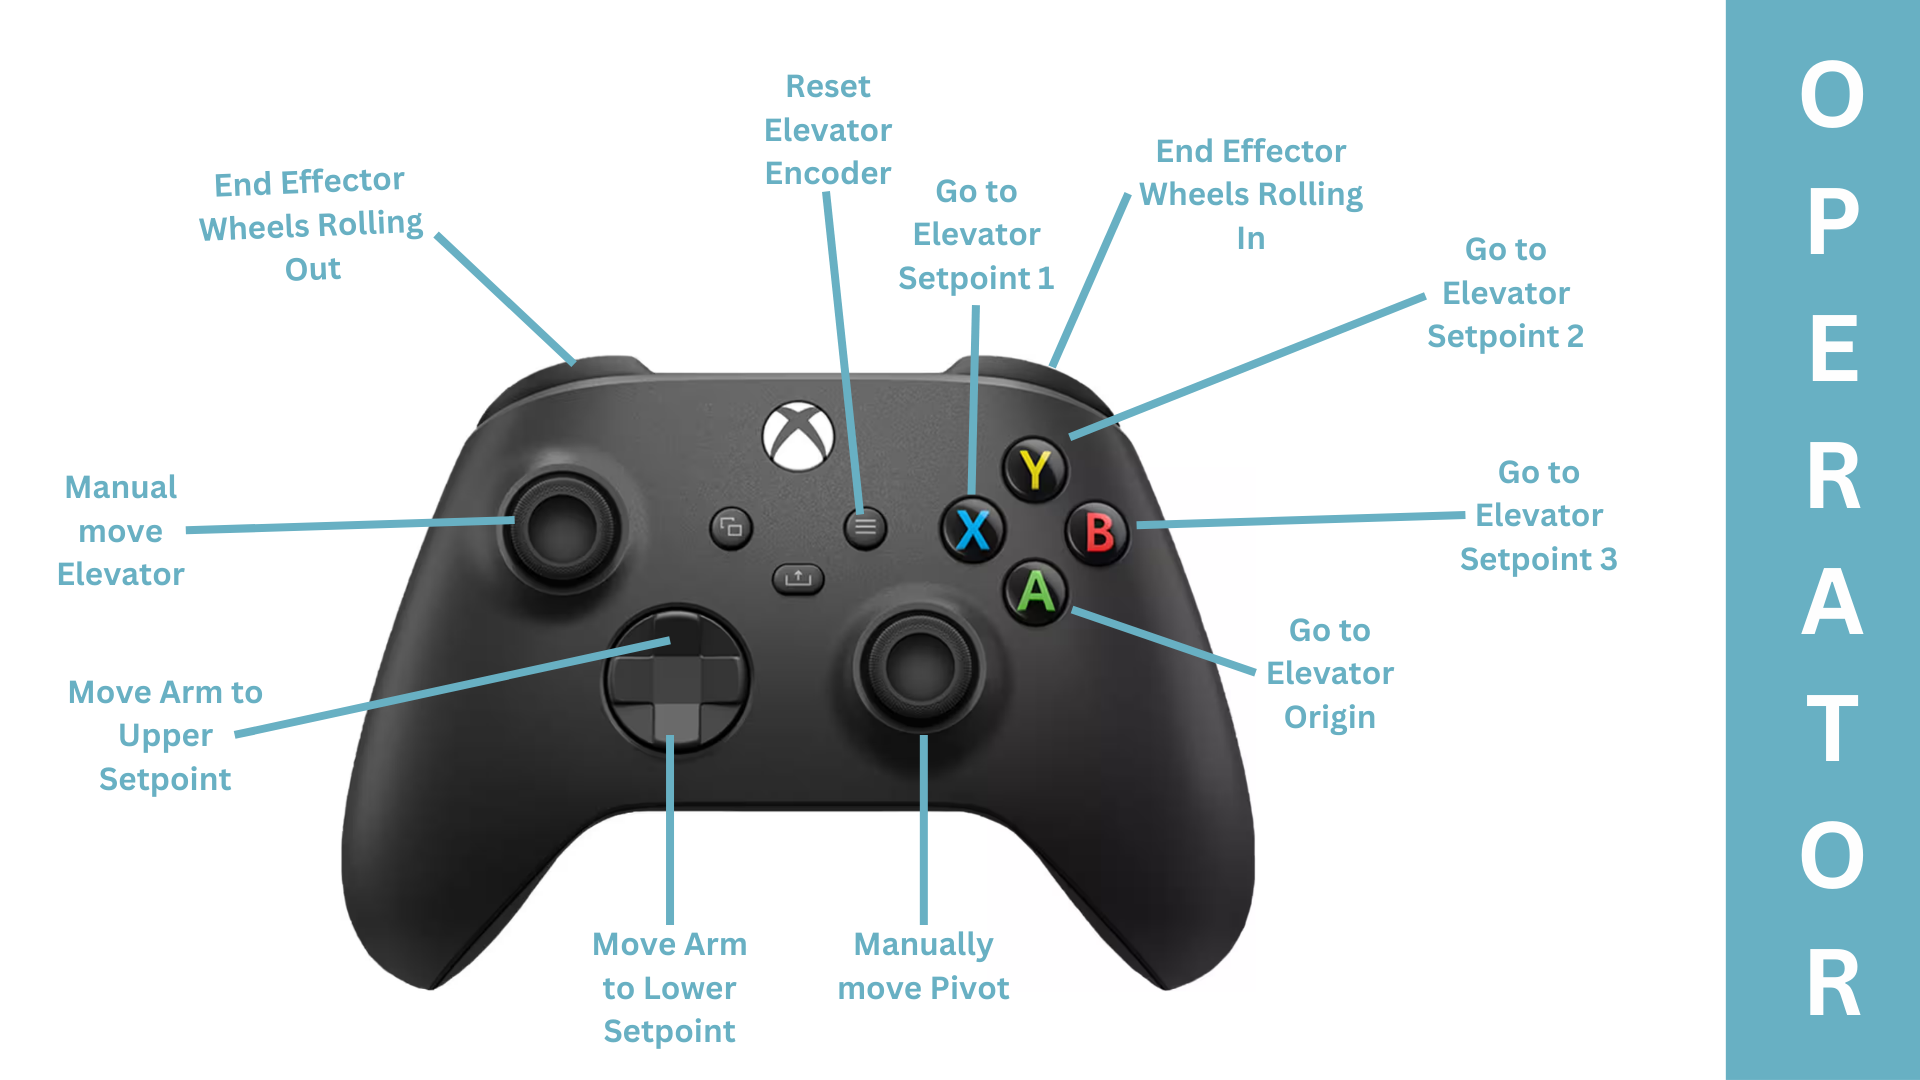 Reset
Elevator
Encoder
End Effector
Wheels Rolling
Out
Go to
Elevator
Setpoint 1
End Effector
Wheels Rolling
In
Go to
Elevator
Setpoint 2
Manual
move
Elevator
Go to
Elevator
Setpoint 3
Y
X
B
A
Move Arm to
Upper
Setpoint
Go to
Elevator
Origin
Move Arm
to Lower
Setpoint
Manually
move Pivot
O
P
E
R
A
T
O
R